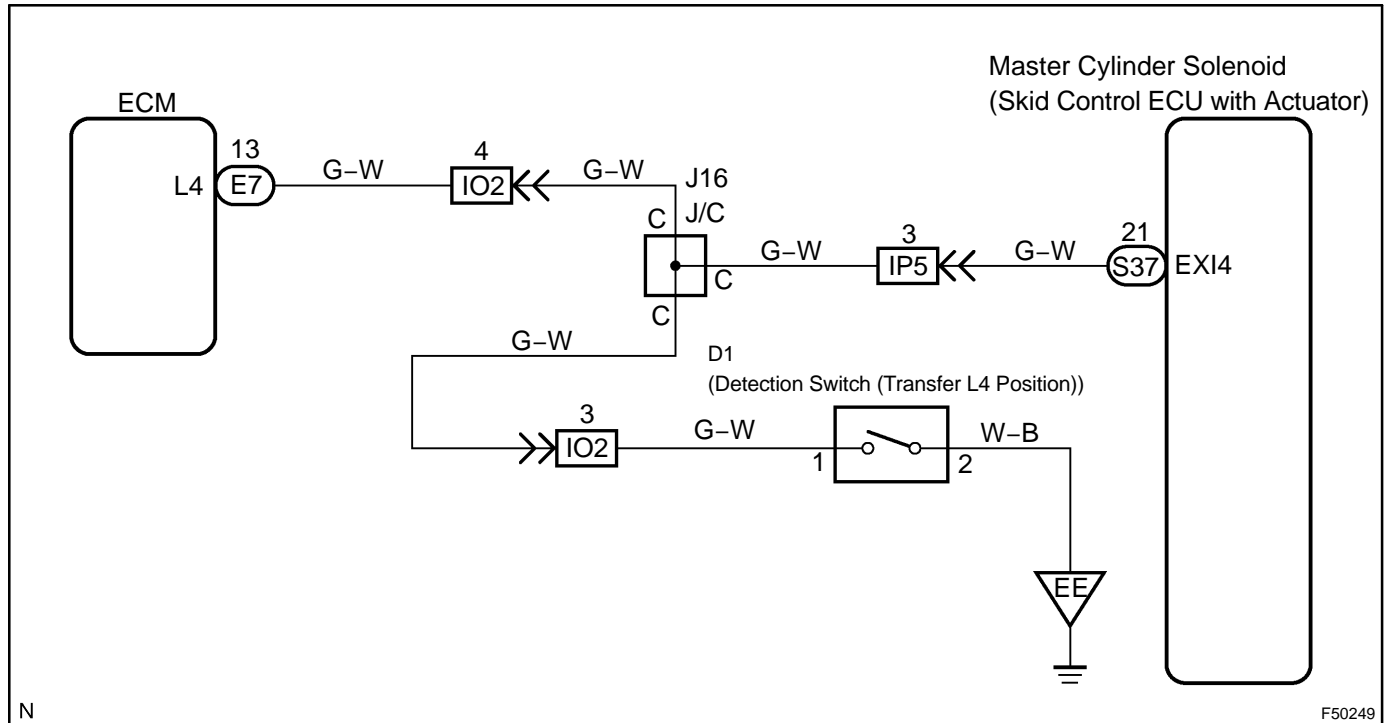 Master Cylinder Solenoid
(Skid Control ECU with Actuator)
ECM
13
L4
E7
G–W
4
IO2
G–W
J16
J/C
C
C
C
G–W
3
IP5
G–W
21
S37
EXI4
G–W
D1
(Detection Switch (Transfer L4 Position))
3
IO2
G–W
1
2
W–B
EE
N
F50249